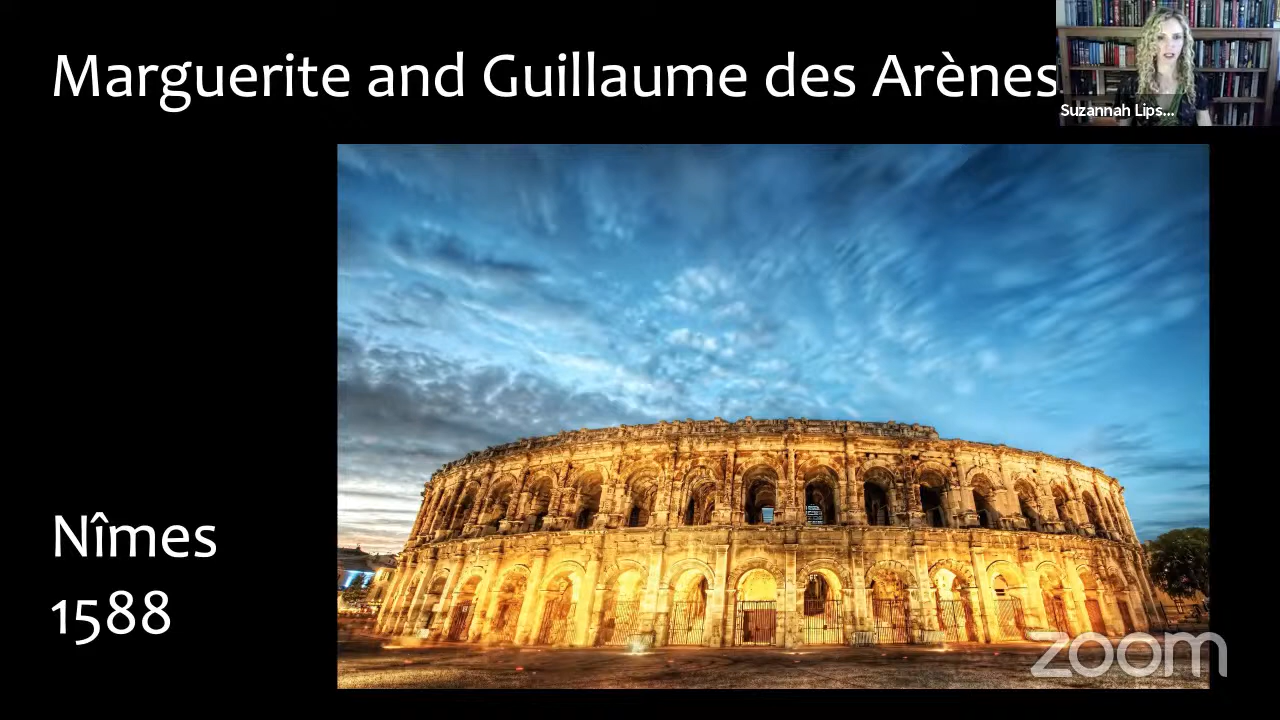 Marguerite and Guillaume des Arènes
Suzannah Lips...
Nîmes
1588
zoom